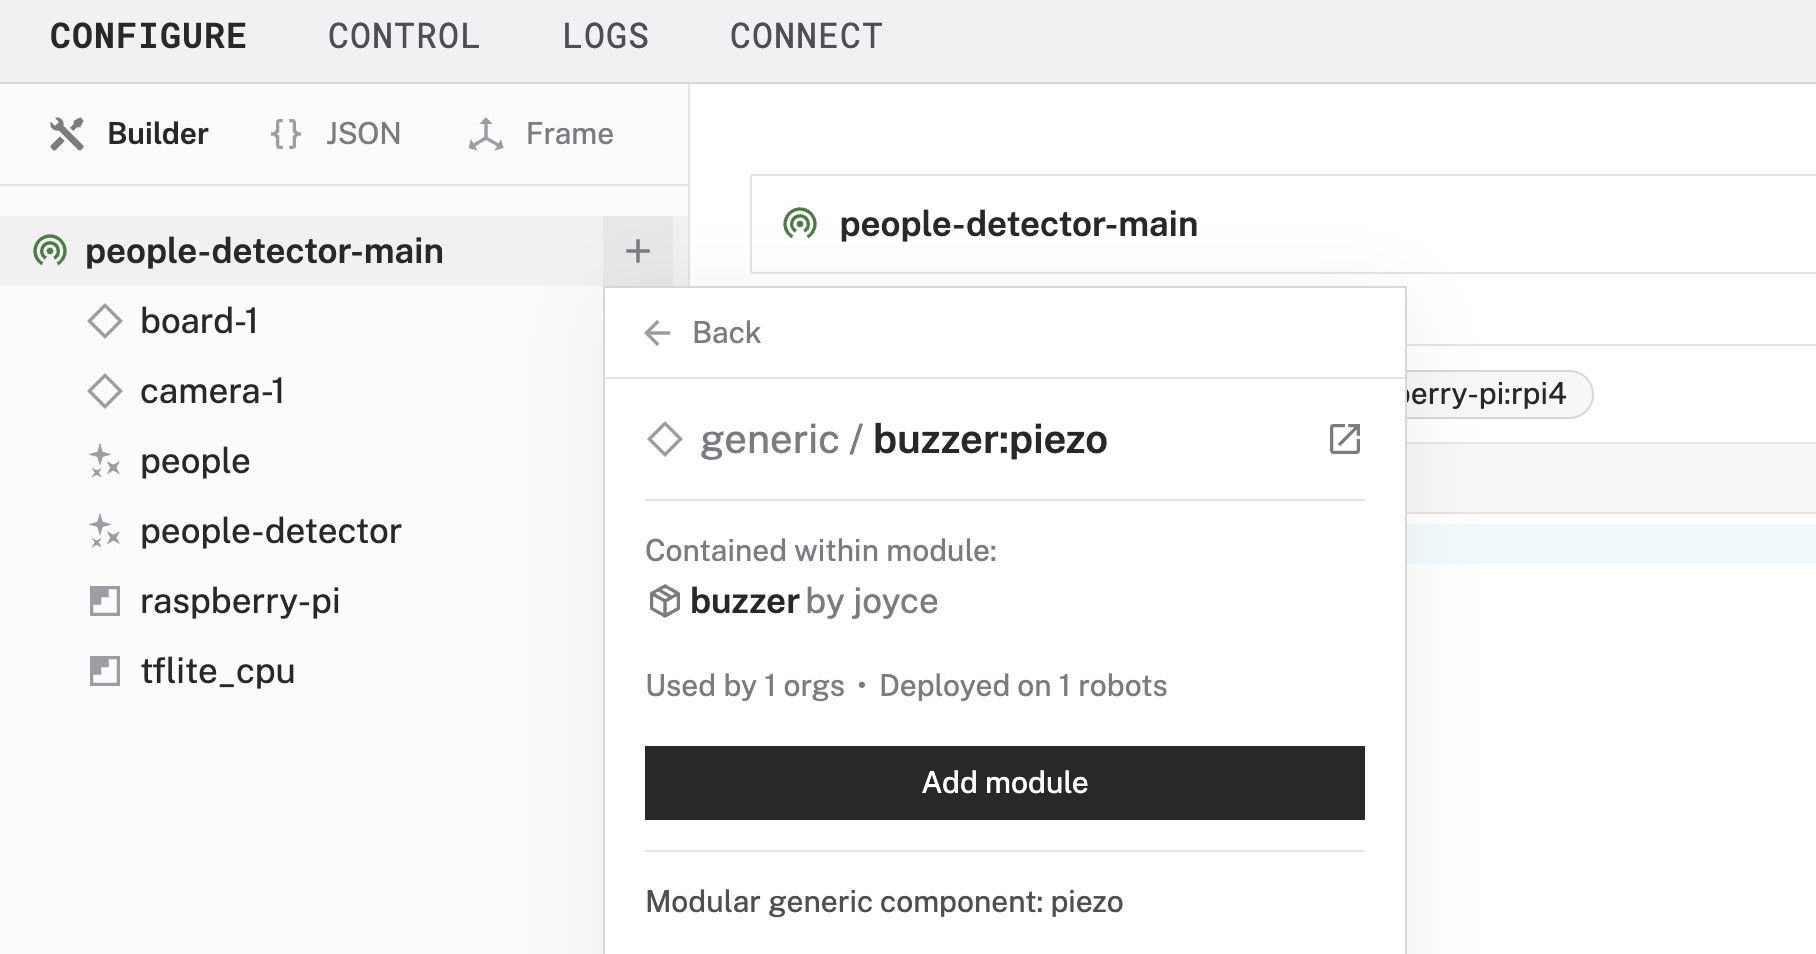 CONFIGURE CONTROL LOGS CONNECT
Builder {} JSON Frame
people-detector-main +
board-1
camera-1
people
people-detector
raspberry-pi
tflite_cpu
people-detector-main
erry-pi:rpi4
Back
generic / buzzer:piezo
Contained within module:
buzzer by joyce
Used by 1 orgs • Deployed on 1 robots
Add module
Modular generic component: piezo